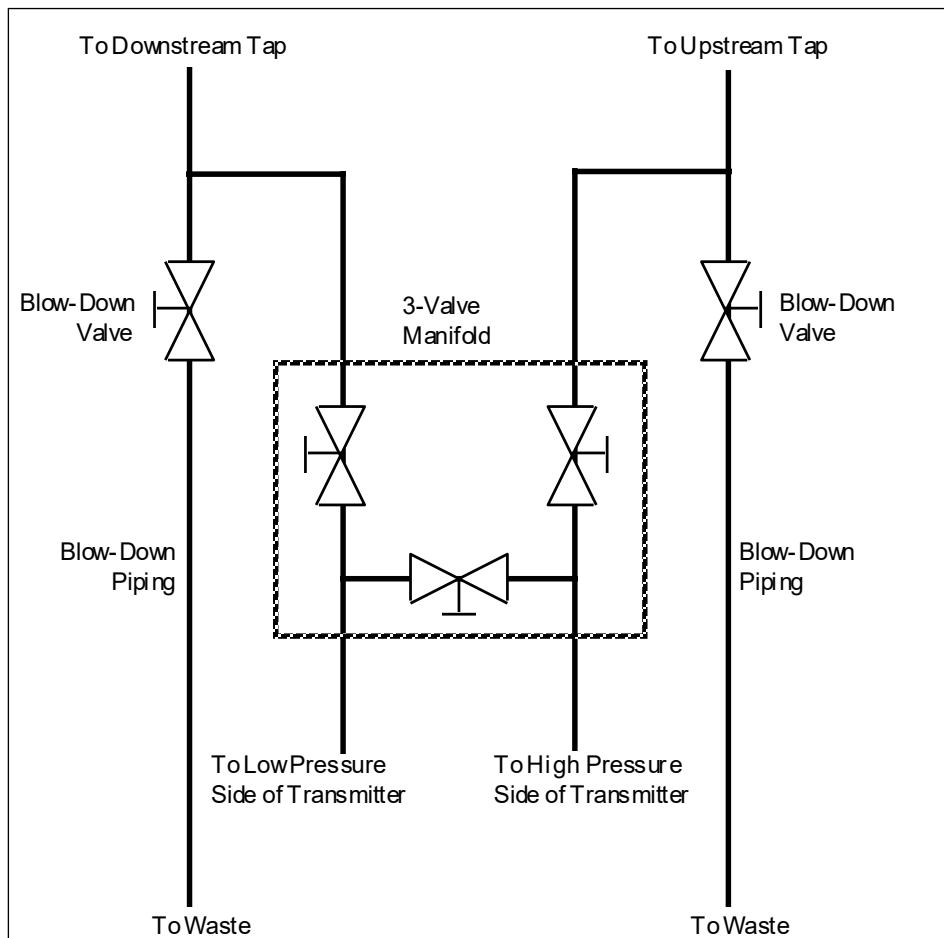 To Downstream Tap
To Upstream Tap
Blow-Down
Valve
3-Valve
Manifold
Blow-Down
Valve
Blow-Down
Piping
Blow-Down
Piping
To Low Pressure
Side of Transmitter
To High Pressure
Side of Transmitter
To Waste
To Waste